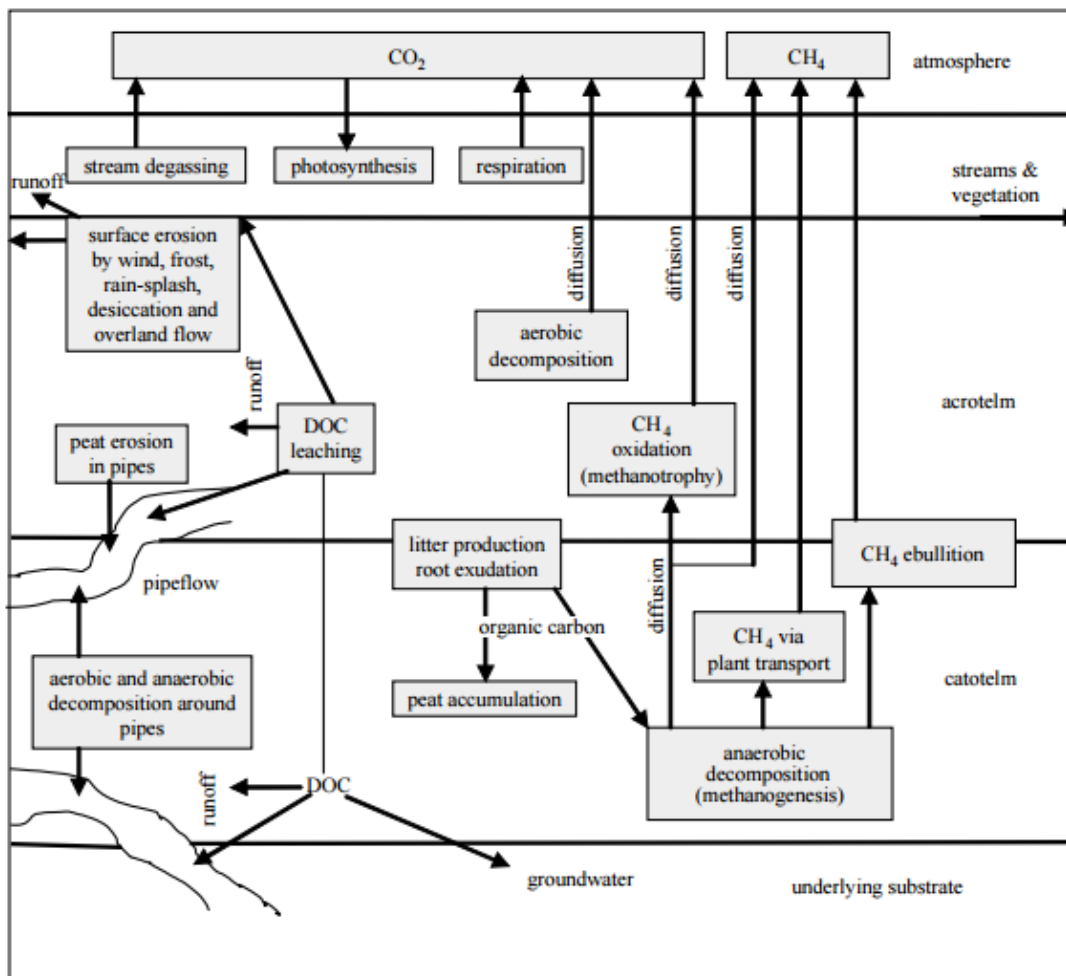 CO₂
CH₄
atmosphere
stream degassing
photosynthesis
respiration
streams &
vegetation
runoff
surface erosion
by wind, frost,
rain-splash,
desiccation and
overland flow
diffusion
diffusion
diffusion
aerobic
decomposition
runoff
DOC
leaching
acrotelm
peat erosion
in pipes
CH₄
oxidation
(methanotrophy)
litter production
root exudation
CH₄ ebullition
pipeflow
diffusion
organic carbon
CH₄ via
plant transport
aerobic and anaerobic
decomposition around
pipes
peat accumulation
catotelm
anaerobic
decomposition
(methanogenesis)
runoff
DOC
groundwater
underlying substrate